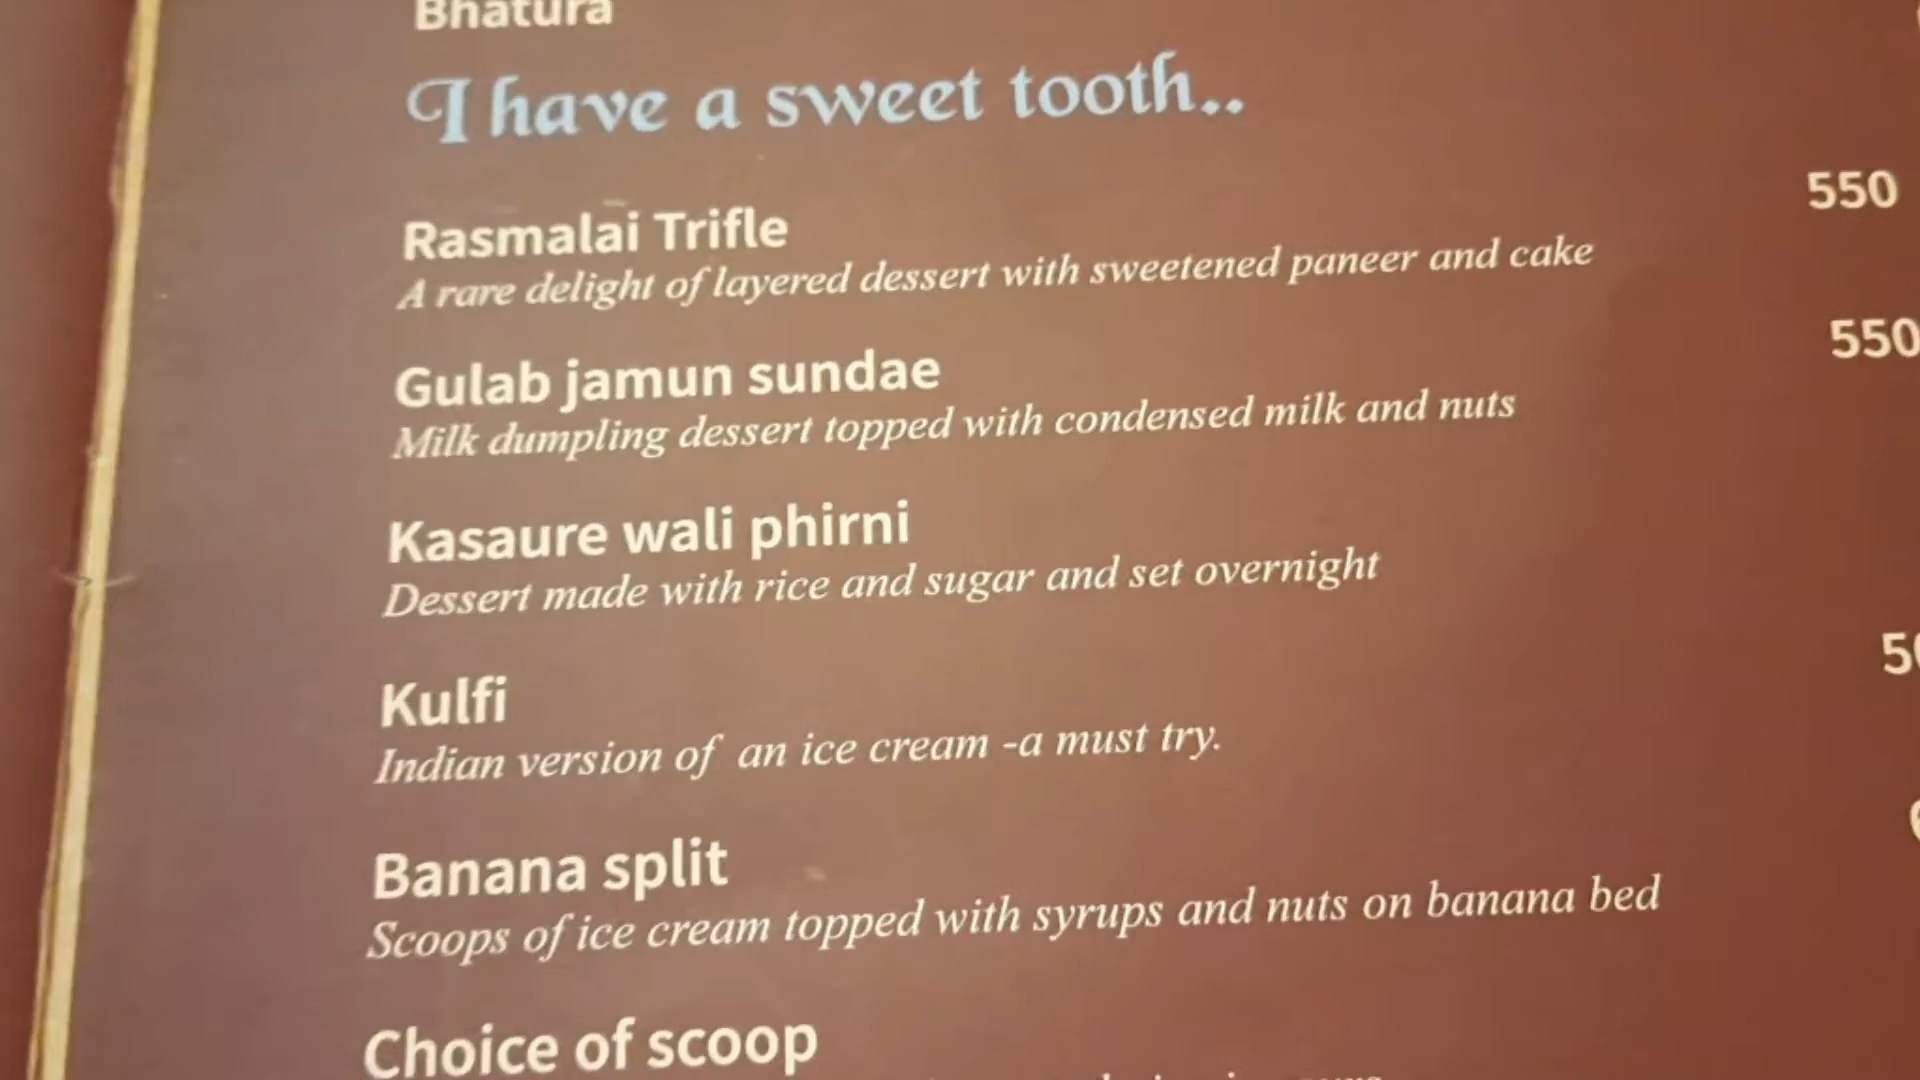 Bhatura
I have a sweet tooth..
Rasmalai Trifle 550
A rare delight of layered dessert with sweetened paneer and cake
Gulab jamun sundae 550
Milk dumpling dessert topped with condensed milk and nuts
Kasaure wali phirni
Dessert made with rice and sugar and set overnight
Kulfi
Indian version of an ice cream -a must try.
Banana split
Scoops of ice cream topped with syrups and nuts on banana bed
Choice of scoop